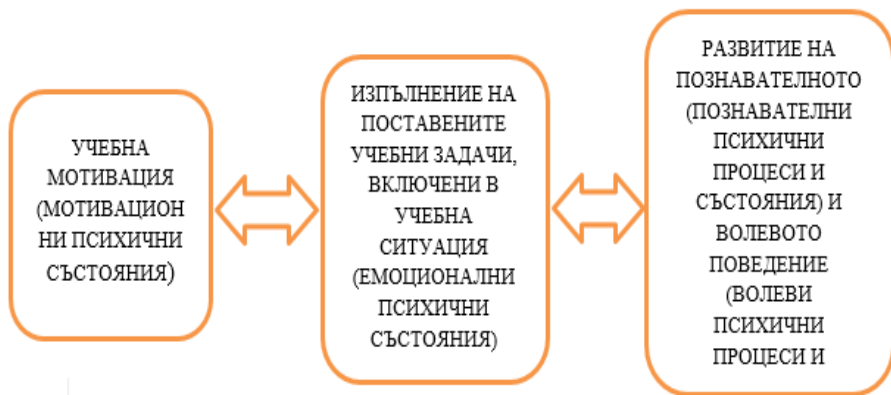 УЧЕБНА
МОТИВАЦИЯ
(МОТИВАЦИОН
НИ ПСИХИЧНИ
СЪСТОЯНИЯ)
ИЗПЪЛНЕНИЕ НА
ПОСТАВЕНИТЕ
УЧЕБНИ ЗАДАЧИ,
ВКЛЮЧЕНИ В
УЧЕБНА
СИТУАЦИЯ
(ЕМОЦИОНАЛНИ
ПСИХИЧНИ
СЪСТОЯНИЯ)
РАЗВИТИЕ НА
ПОЗНАВАТЕЛНОТО
(ПОЗНАВАТЕЛНИ
ПСИХИЧНИ
ПРОЦЕСИ И
СЪСТОЯНИЯ) И
ВОЛЕВОТО
ПОВЕДЕНИЕ
(ВОЛЕВИ
ПСИХИЧНИ
ПРОЦЕСИ И